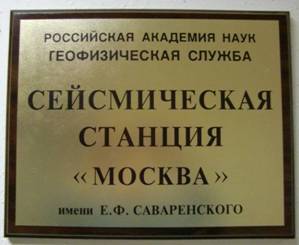 РОССИЙСКАЯ АКАДЕМИЯ НАУК
ГЕОФИЗИЧЕСКАЯ СЛУЖБА
СЕЙСМИЧЕСКАЯ
СТАНЦИЯ
«МОСКВА»
имени Е.Ф. САВАРЕНСКОГО